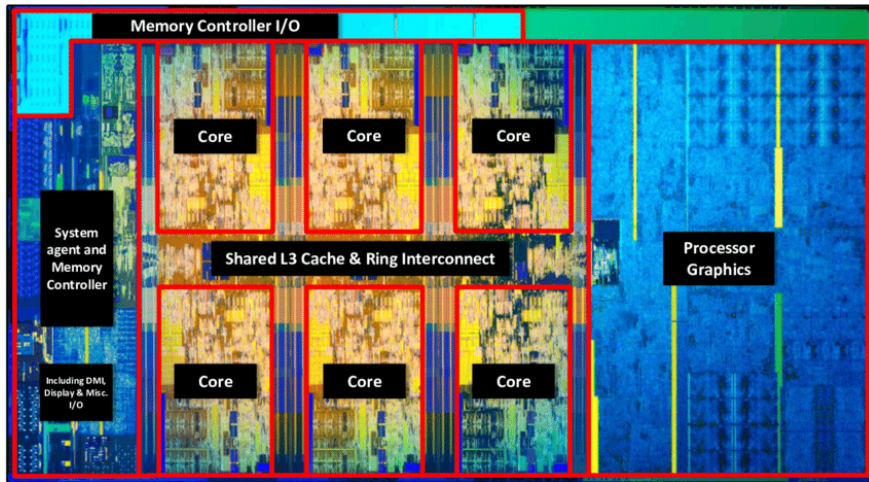 Memory Controller I/O
Core
Core
Core
System
agent and
Memory
Controller
Shared L3 Cache & Ring Interconnect
Processor
Graphics
Including DMI,
Display & Misc.
I/O
Core
Core
Core